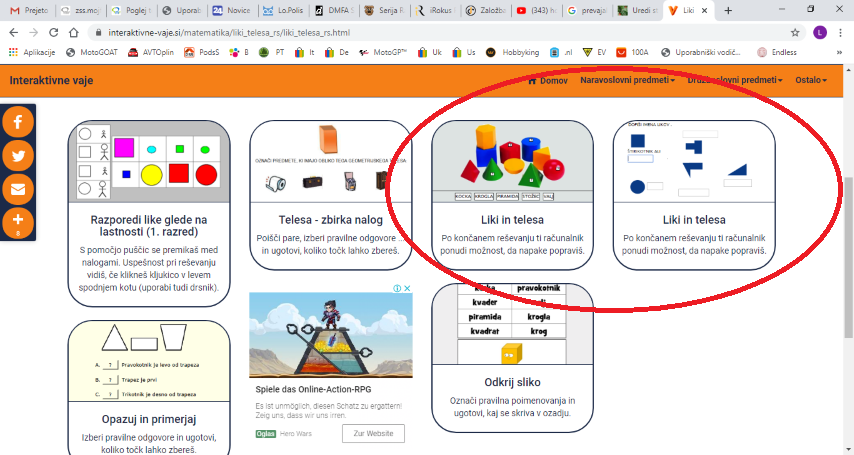 Prejeto
zss.mo
Poglej t
Uporab
Novice
Lo.Polis
DMFA S
Serija R
iRokus
Založba
(343) h
prevaja
Uredi st
Liki
interaktivne-vaje.si/matematika/liki_telesa_rs/liki_telesa_rs.html
Aplikacije
MotoGOAT
AVTOplin
PodsS
B
PT
It
De
MotoGP™
Uk
Us
Hobbyking
.nl
EV
100A
Uporabniški vodič...
Endless
Interaktivne vaje
Domov
Naravoslovni predmeti
Družboslovni predmeti
Ostalo
8
Razporedi like glede na
lastnosti (1. razred)
S pomočjo puščic se premikaš med
nalogami. Uspešnost pri reševanju
vidiš, če klikneš kljukico v levem
spodnjem kotu (uporabi tudi drsnik).
OZNAČI PREDMETE, KI IMAJO OBLIKO TEGA GEOMETRIJSKEGA TELESA
Telesa - zbirka nalog
Poišči pare, izberi pravilne odgovore ...
in ugotovi, koliko točk lahko zbereš.
KOCKA
KROGLA
PIRAMIDA
STOŽEC
VALJ
Liki in telesa
Po končanem reševanju ti računalnik
ponudi možnost, da napake popraviš.
DOPIŠI IMENA LIKOV
Liki in telesa
Po končanem reševanju ti računalnik
ponudi možnost, da napake popraviš.
A. ? Pravokotnik je levo od trapeza
B. ? Trapez je prvi
C. ? Trikotnik je desno od trapeza
Opazuj in primerjaj
Izberi pravilne odgovore in ugotovi,
koliko točk lahko zbereš.
Spiele das Online-Action-RPG
Es ist unmöglich, diesen Schatz zu ergattern!
Zeig uns, dass wir uns irren.
Oglas
Hero Wars
Zur Website
kocka
pravokotnik
kvader
valj
piramida
krogla
kvadrat
krog
Odkrij sliko
Označi pravilna poimenovanja in
ugotovi, kaj se skriva v ozadju.